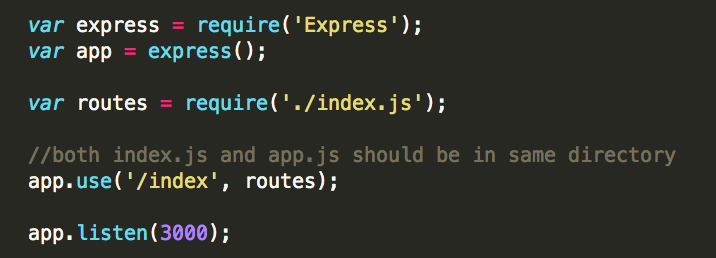 var express = require('Express');
var app = express();
var routes = require('./index.js');
//both index.js and app.js should be in same directory
app.use('/index', routes);
app.listen(3000);